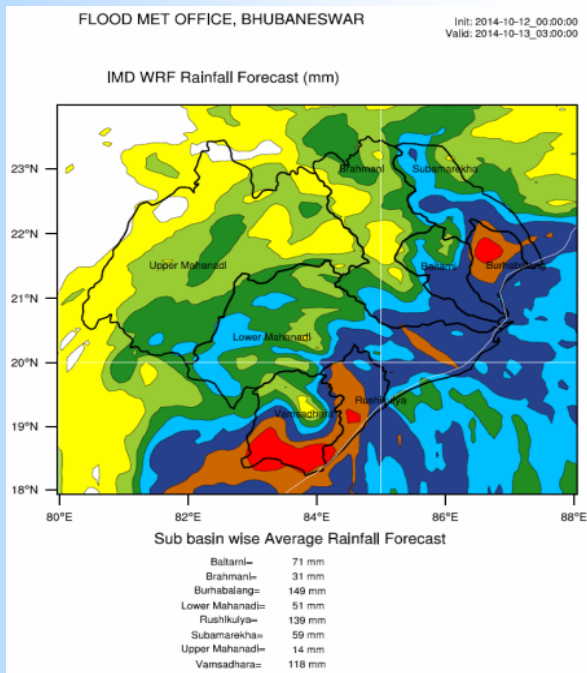 FLOOD MET OFFICE, BHUBANESWAR
Init: 2014-10-12_00:00:00
Valid: 2014-10-13_03:00:00
IMD WRF Rainfall Forecast (mm)
23°N
Brahmani
Subarnarekha
22°N
Upper Mahanadi
Baitarni
Burhabalang
21°N
Lower Mahanadi
20°N
Rushikulya
Vamsadhara
19°N
18°N
80°E
82°E
84°E
86°E
88°E
Sub basin wise Average Rainfall Forecast
Baitarni= 71 mm
Brahmani= 31 mm
Burhabalang= 149 mm
Lower Mahanadi= 51 mm
Rushikulya= 139 mm
Subarnarekha= 59 mm
Upper Mahanadi= 14 mm
Vamsadhara= 118 mm